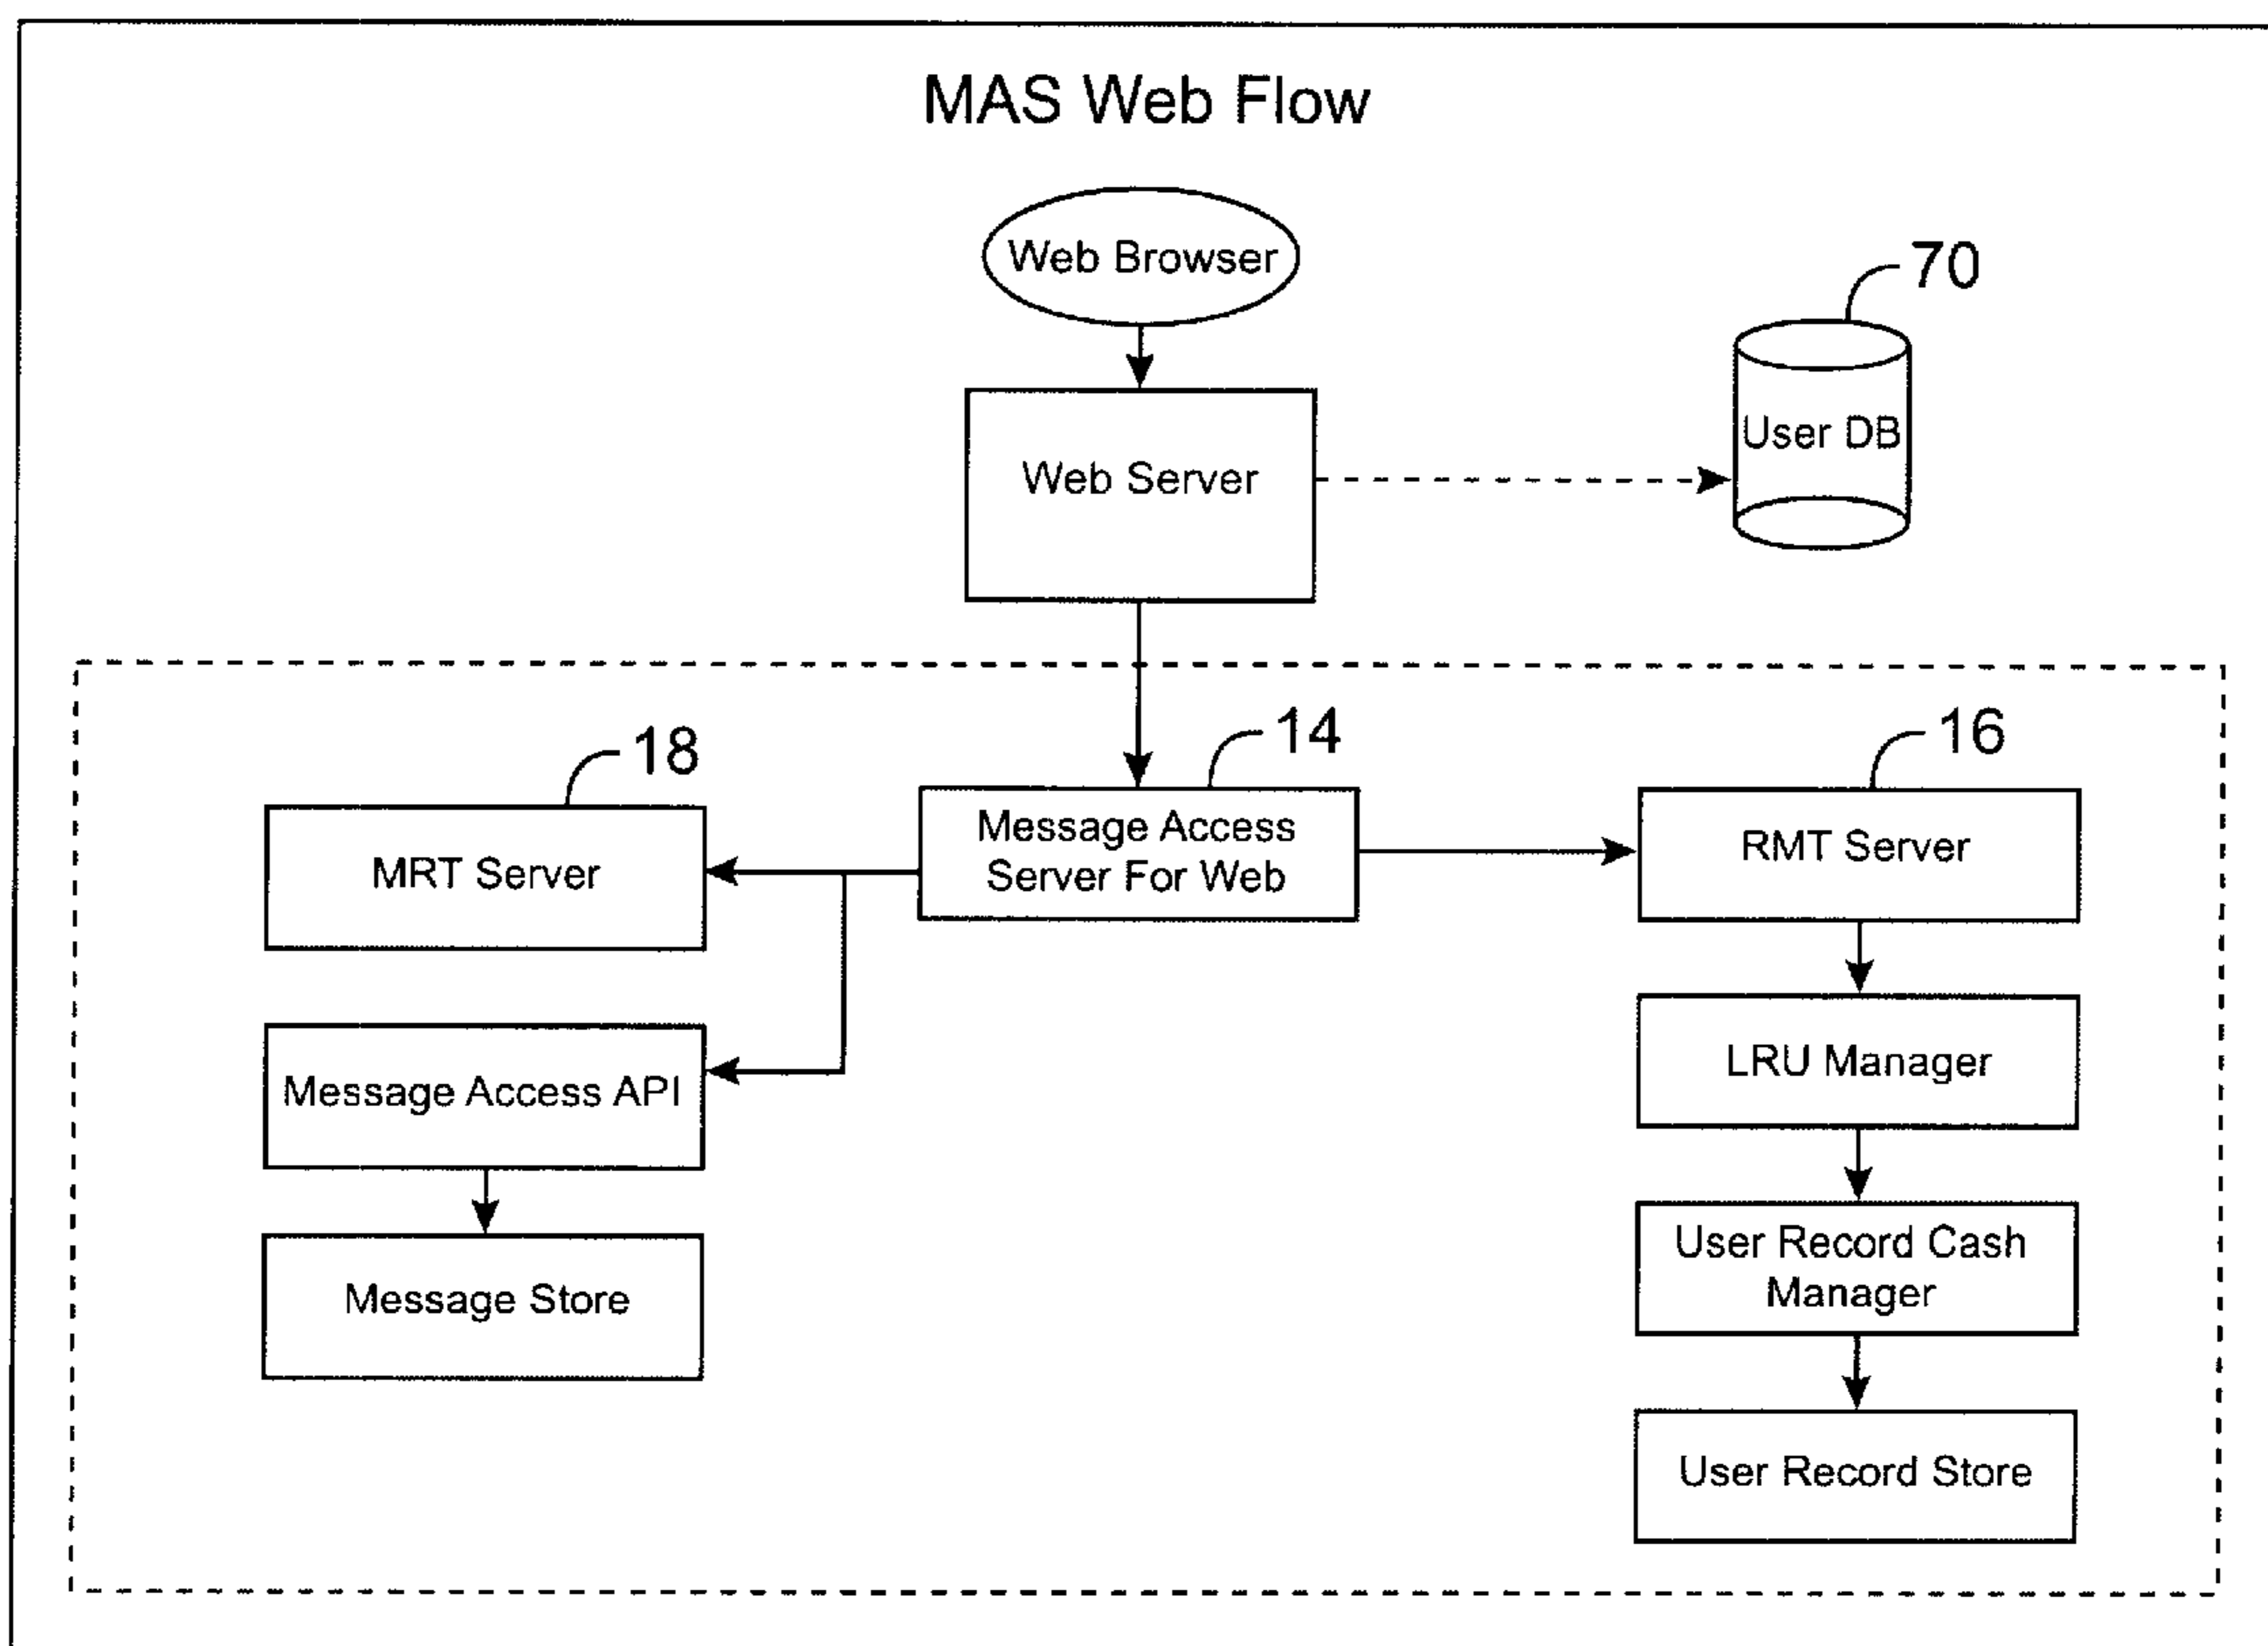 MAS Web Flow
Web Browser
70
User DB
Web Server
18
14
16
MRT Server
Message Access
Server For Web
RMT Server
Message Access API
LRU Manager
Message Store
User Record Cash
Manager
User Record Store